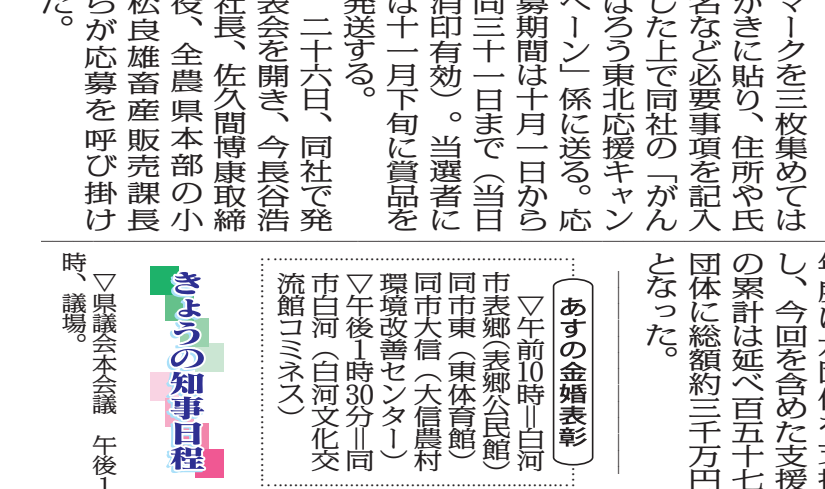 マークを三枚集めては
がきに貼り、住所や氏
名など必要事項を記入
した上で同社の「がん
ばろう東北応援キャン
ペーン」係に送る。応
募期間は十月一日から
同三十一日まで（当日
消印有効）。当選者に
は十一月下旬に賞品を
発送する。
二十六日、同社で発
表会を開き、今長谷浩
社長、佐久間博康取締
役、全農県本部の小
松良雄畜産販売課長
らが応募を呼び掛け
た。
し、今回を含めた支援
の累計は延べ百五十七
団体に総額約三千万円
となった。
あすの金婚表彰
▽午前10時＝白河
市表郷（表郷公民館）
同市東（東体育館）
同市大信（大信農村
環境改善センター）
▽午後1時30分＝同
市白河（白河文化交
流館コミネス）
きょうの知事日程
▽県議会本会議　午後1
時、議場。